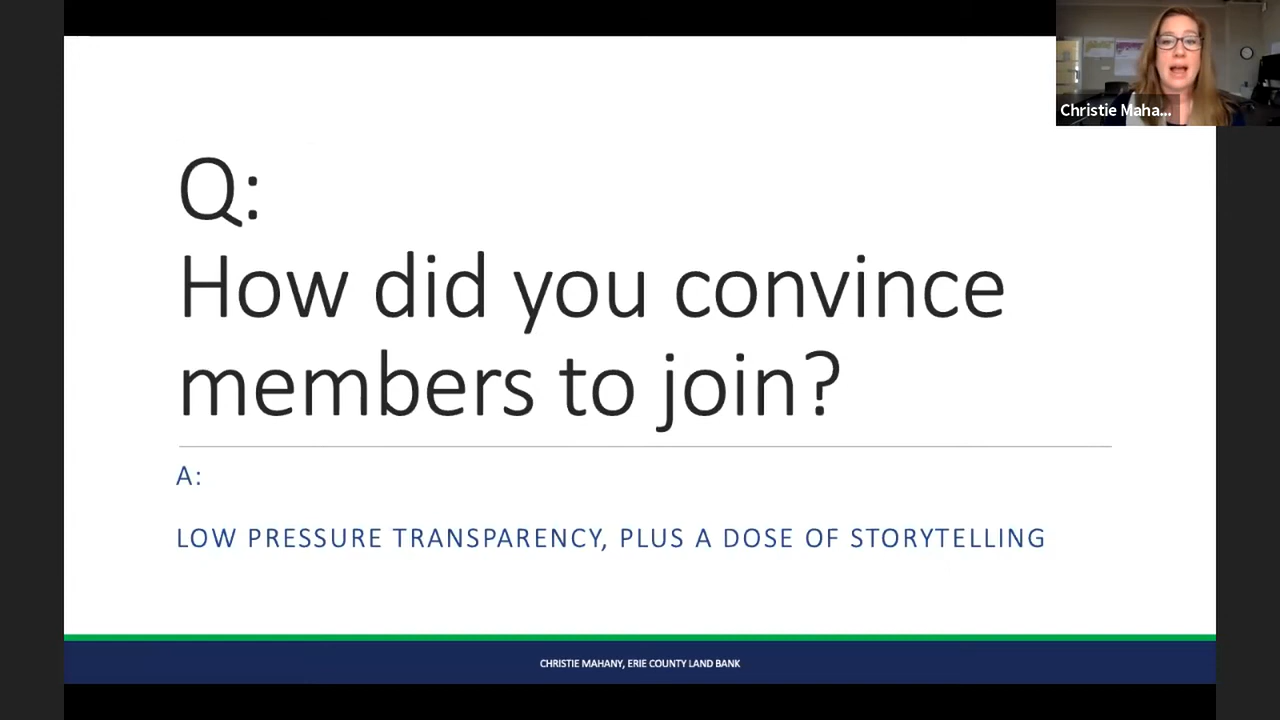 Christie Maha...
Q:
How did you convince
members to join?
A:
LOW PRESSURE TRANSPARENCY, PLUS A DOSE OF STORYTELLING
CHRISTIE MAHANY, ERIE COUNTY LAND BANK